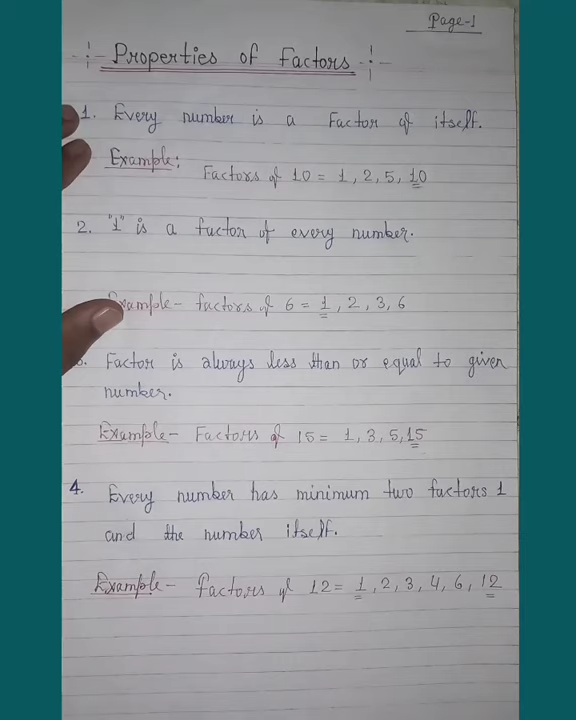 Page-1
Properties of Factors
1. Every number is a Factor of itself.
Example:
Factors of 10 = 1, 2, 5, 10
2. "1" is a factor of every number.
Example- factors of 6 = 1, 2, 3, 6
3. Factor is always less than or equal to given
number.
Example- Factors of 15 = 1, 3, 5, 15
4. Every number has minimum two factors 1
and the number itself.
Example- Factors of 12 = 1, 2, 3, 4, 6, 12